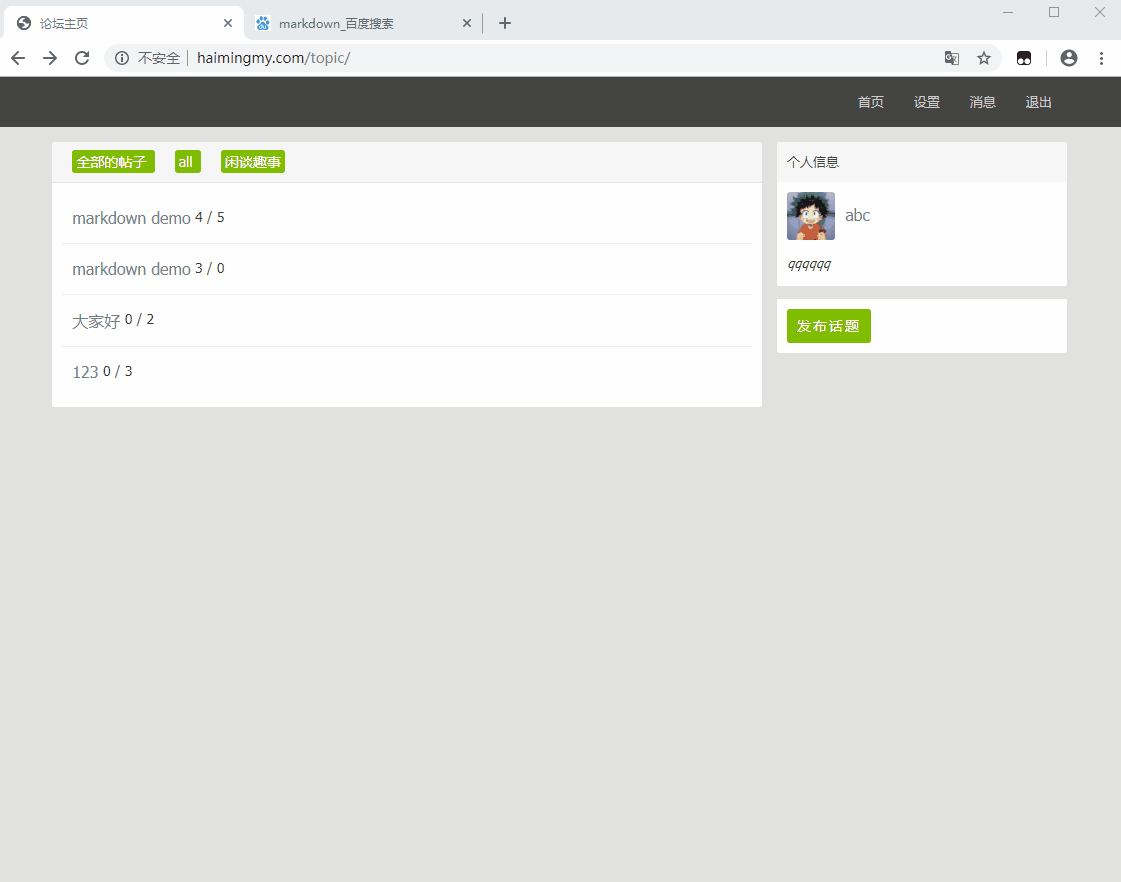 论坛主页
markdown_百度搜索
不安全 haimingmy.com/topic/
首页 设置 消息 退出
全部的帖子 all 闲谈趣事
markdown demo 4 / 5
markdown demo 3 / 0
大家好 0 / 2
123 0 / 3
个人信息
abc
qqqqqq
发布话题